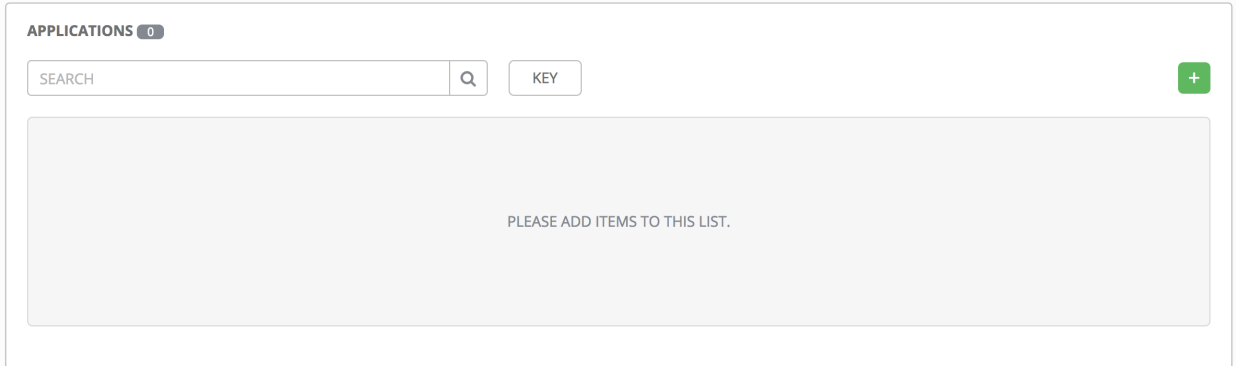 APPLICATIONS 0
SEARCH KEY +
PLEASE ADD ITEMS TO THIS LIST.